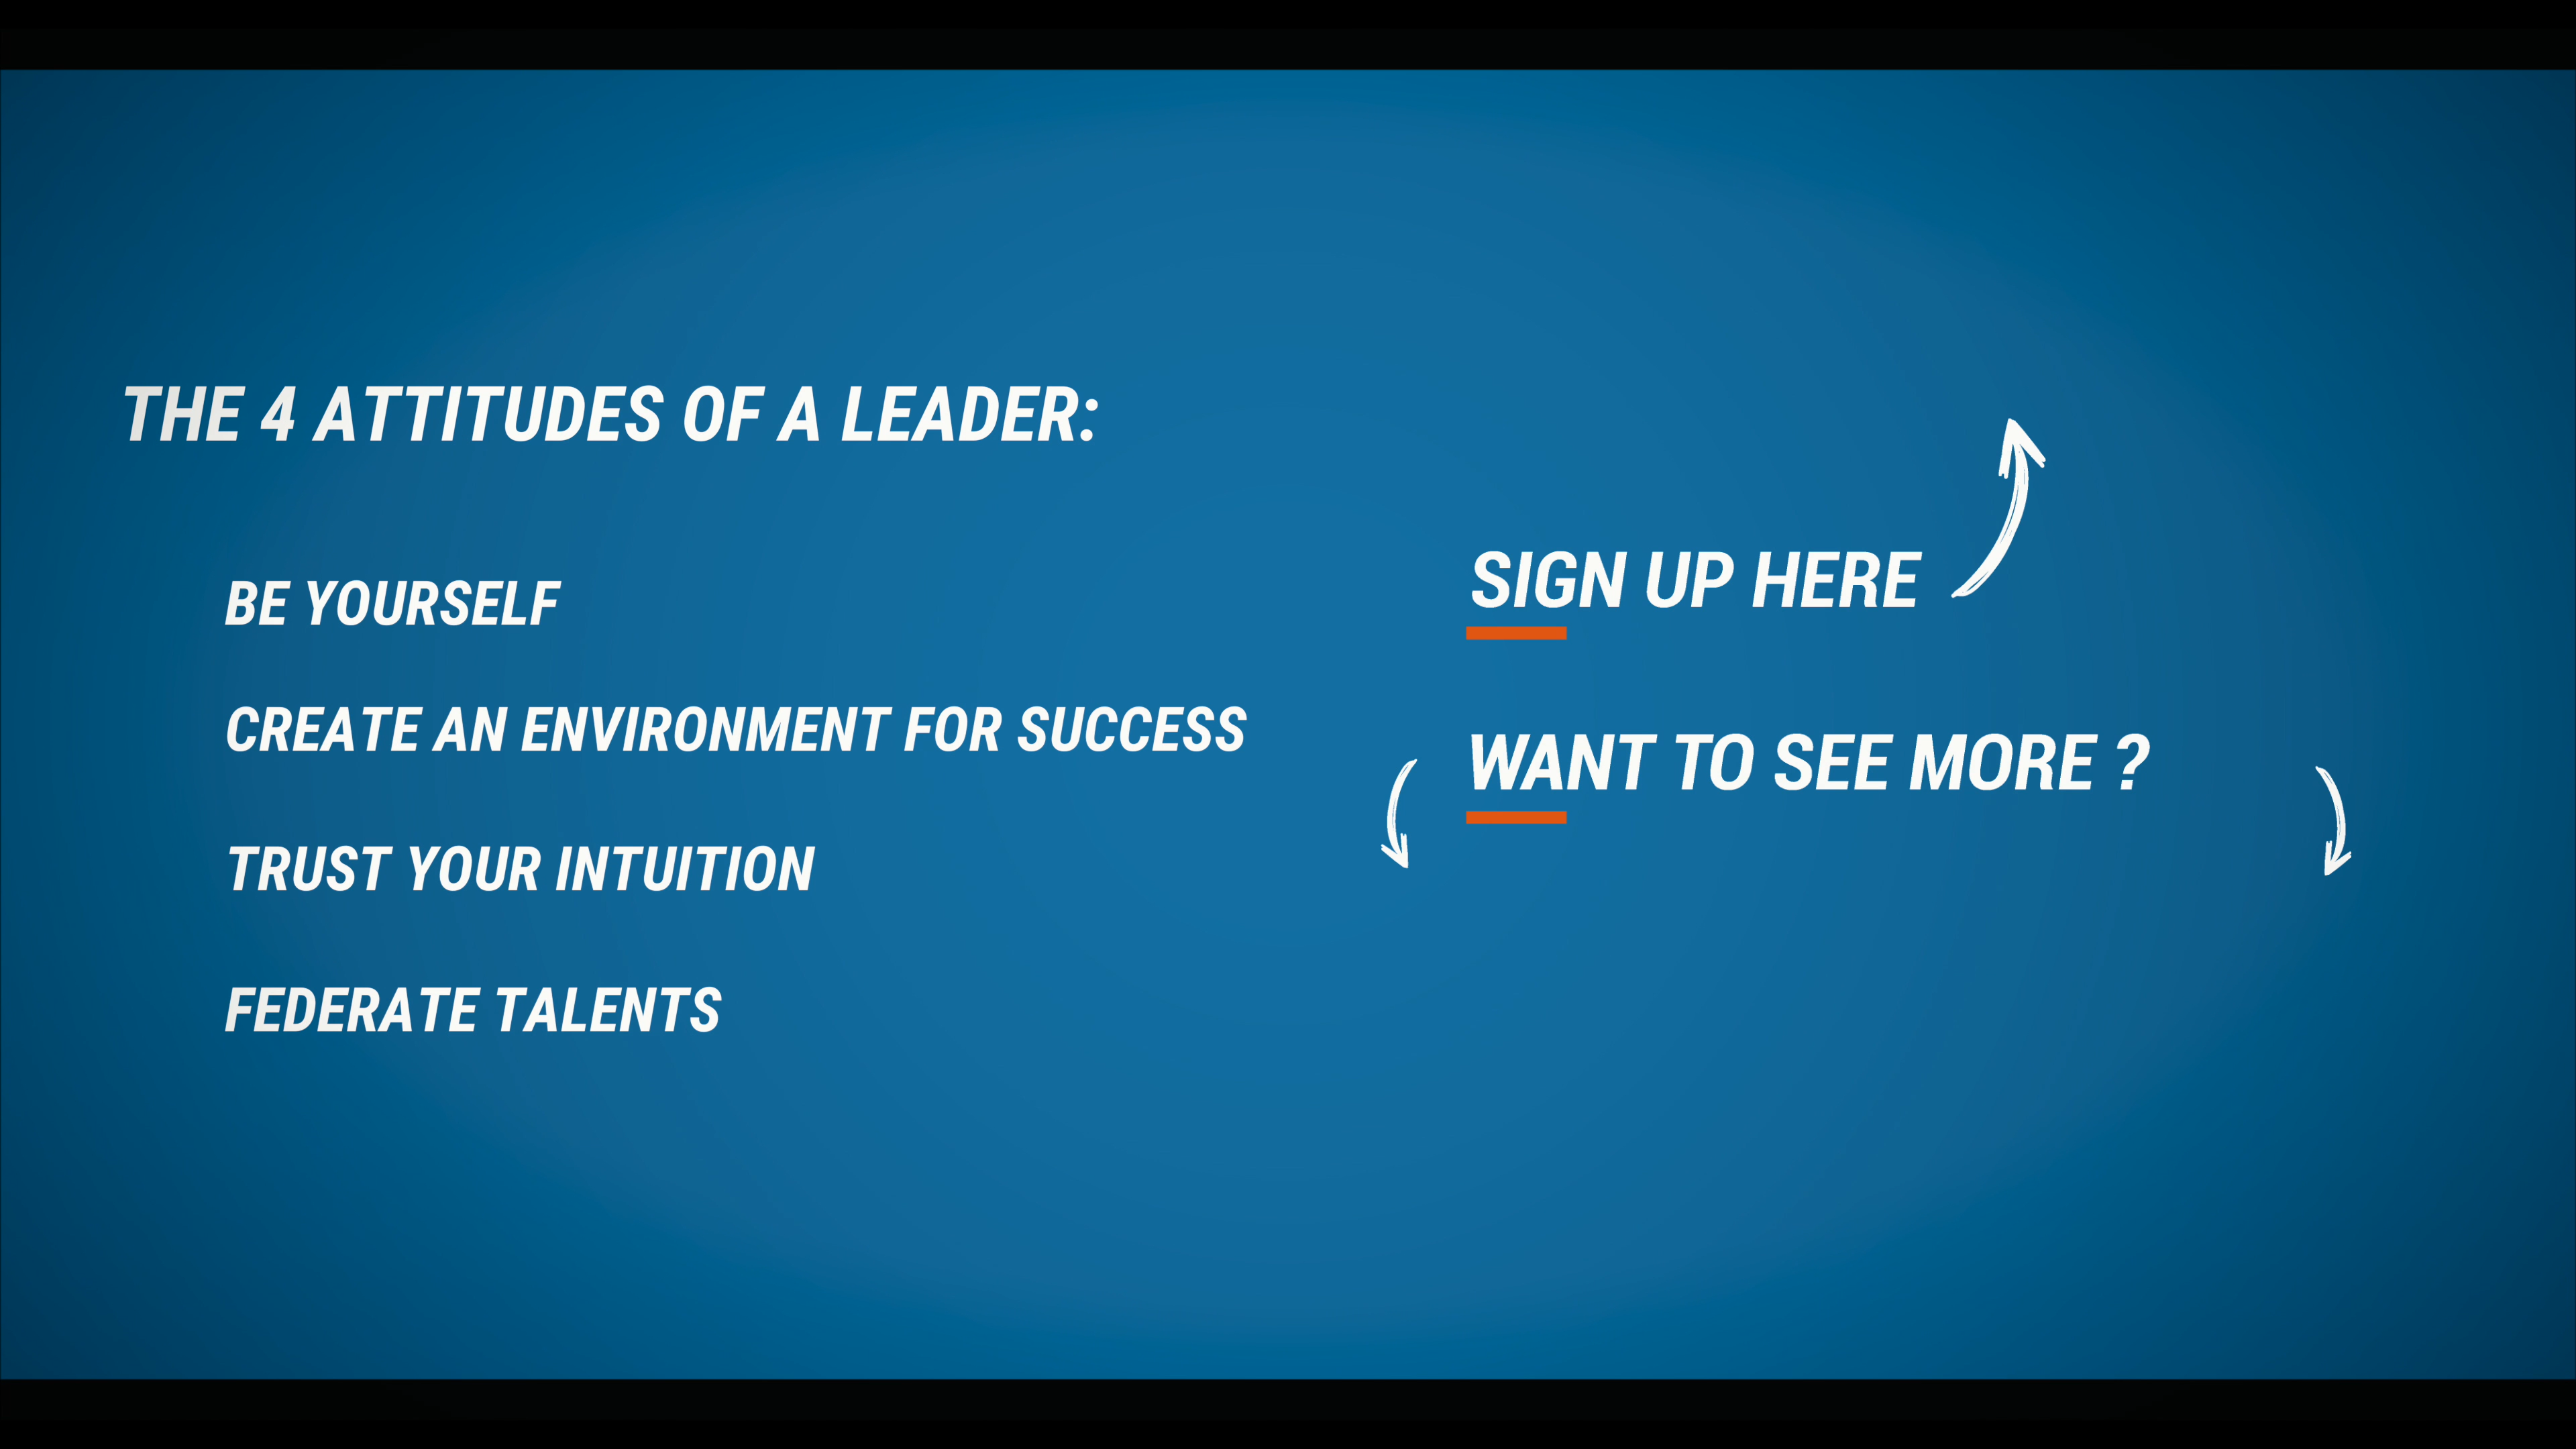 THE 4 ATTITUDES OF A LEADER:
BE YOURSELF
CREATE AN ENVIRONMENT FOR SUCCESS
TRUST YOUR INTUITION
FEDERATE TALENTS
SIGN UP HERE
WANT TO SEE MORE ?